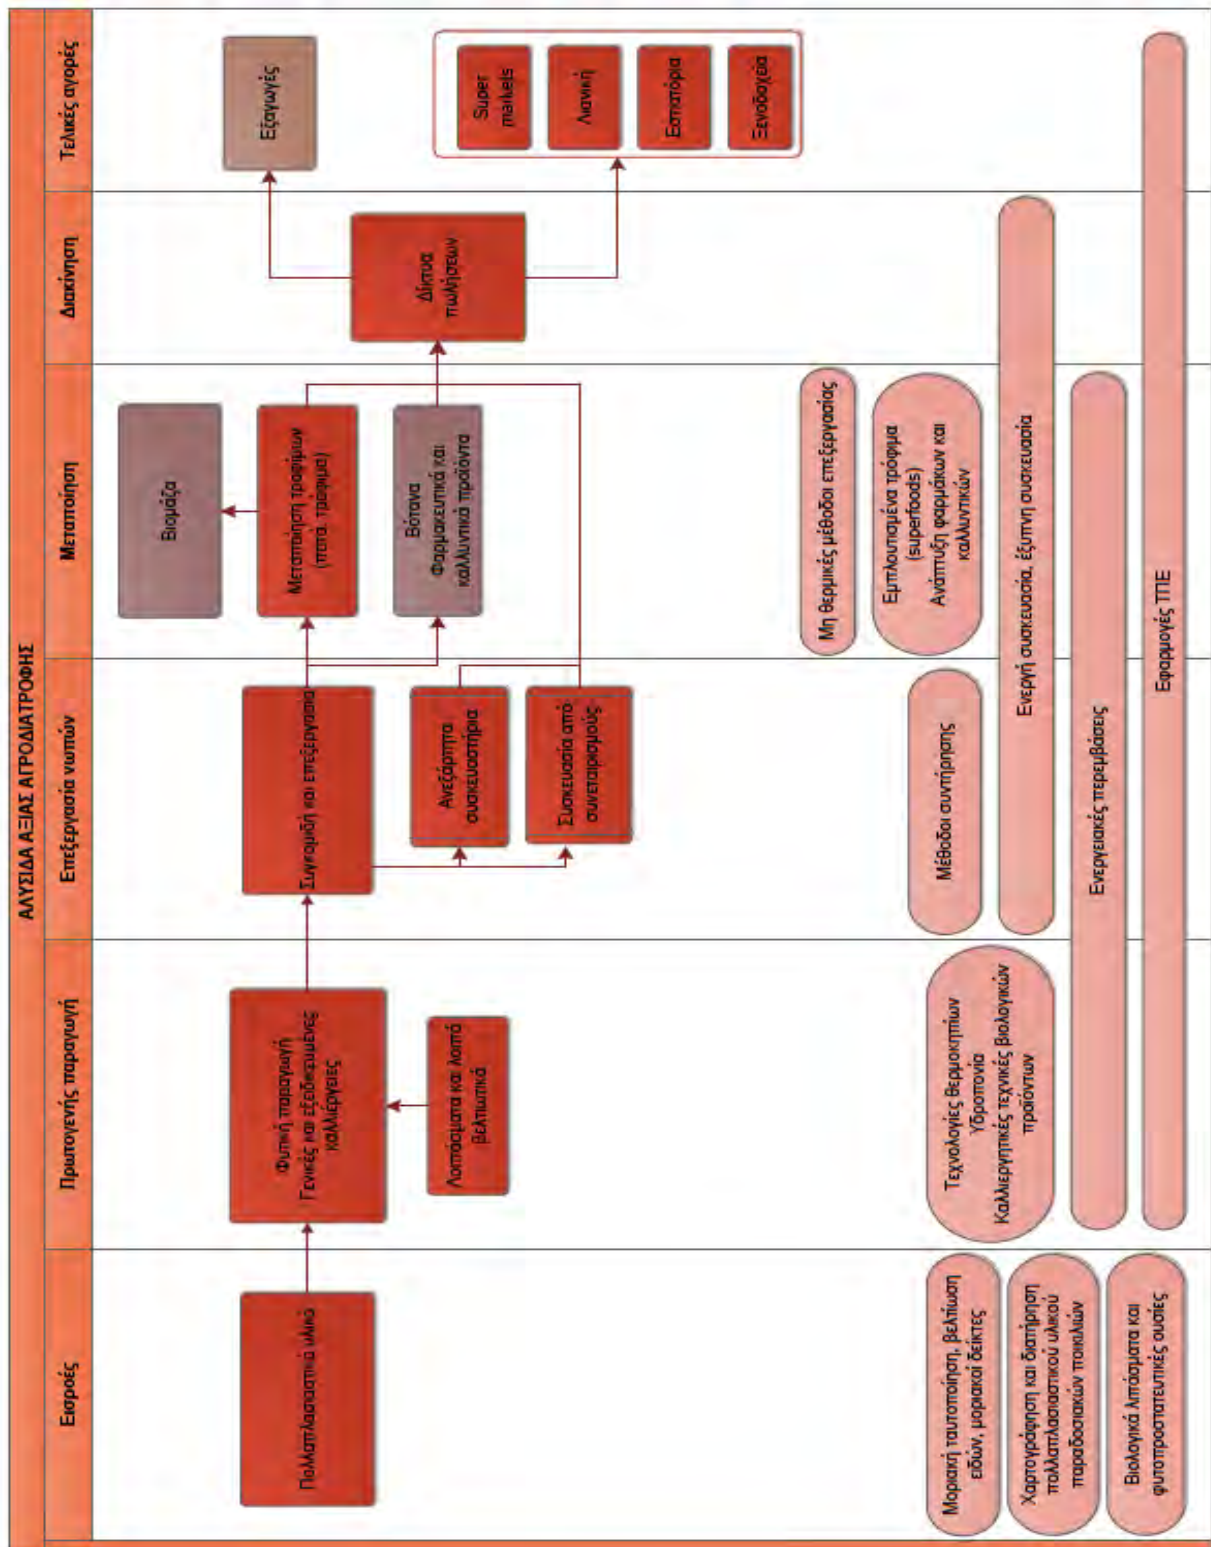 ΑΛΥΣΙΔΑ ΑΞΙΑΣ ΑΓΡΟΔΙΑΤΡΟΦΗΣ
Εισροές
Πρωτογενής παραγωγή
Επεξεργασία νωπών
Μεταποίηση
Διακίνηση
Τελικές αγορές
Πολλαπλασιαστικό υλικό
Φυτική παραγωγή
Γενικές και εξειδικευμένες
καλλιέργειες
Λιπάσματα και λοιπά
βελτιωτικά
Συγκομιδή και επεξεργασία
Ανεξάρτητα
συσκευαστήρια
Συσκευασία από
συνεταιρισμούς
Βιομάζα
Μεταποίηση τροφίμων
(ποτά, τρόφιμα)
Βότανα
Φαρμακευτικά και
καλλυντικά προϊόντα
Δίκτυα
πωλήσεων
Εξαγωγές
Super
markets
Λιανική
Εστιατόρια
Ξενοδοχεία
Μοριακή ταυτοποίηση, βελτίωση
ειδών, μοριακοί δείκτες
Χαρτογράφηση και διατήρηση
πολλαπλασιαστικού υλικού
παραδοσιακών ποικιλιών
Βιολογικά λιπάσματα και
φυτοπροστατευτικές ουσίες
Τεχνολογίες θερμοκηπίων
Υδροπονία
Καλλιεργητικές τεχνικές βιολογικών
προϊόντων
Μέθοδοι συντήρησης
Μη θερμικές μέθοδοι επεξεργασίας
Εμπλουτισμένα τρόφιμα
(superfoods)
Ανάπτυξη φαρμάκων και
καλλυντικών
Ενεργή συσκευασία, έξυπνη συσκευασία
Ενεργειακές περεμβάσεις
Εφαρμογές ΤΠΕ